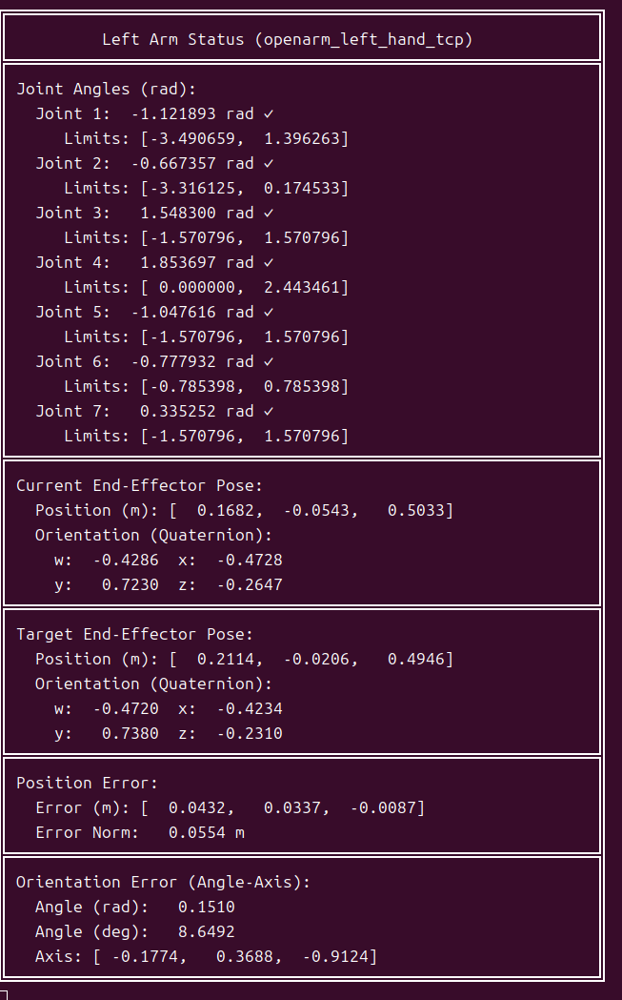 Left Arm Status (openarm_left_hand_tcp)
Joint Angles (rad):
Joint 1:  -1.121893 rad ✓
Limits: [-3.490659,  1.396263]
Joint 2:  -0.667357 rad ✓
Limits: [-3.316125,  0.174533]
Joint 3:   1.548300 rad ✓
Limits: [-1.570796,  1.570796]
Joint 4:   1.853697 rad ✓
Limits: [ 0.000000,  2.443461]
Joint 5:  -1.047616 rad ✓
Limits: [-1.570796,  1.570796]
Joint 6:  -0.777932 rad ✓
Limits: [-0.785398,  0.785398]
Joint 7:   0.335252 rad ✓
Limits: [-1.570796,  1.570796]
Current End-Effector Pose:
Position (m): [  0.1682,  -0.0543,   0.5033]
Orientation (Quaternion):
w:  -0.4286  x:  -0.4728
y:   0.7230  z:  -0.2647
Target End-Effector Pose:
Position (m): [  0.2114,  -0.0206,   0.4946]
Orientation (Quaternion):
w:  -0.4720  x:  -0.4234
y:   0.7380  z:  -0.2310
Position Error:
Error (m): [  0.0432,   0.0337,  -0.0087]
Error Norm:   0.0554 m
Orientation Error (Angle-Axis):
Angle (rad):   0.1510
Angle (deg):   8.6492
Axis: [ -0.1774,   0.3688,  -0.9124]